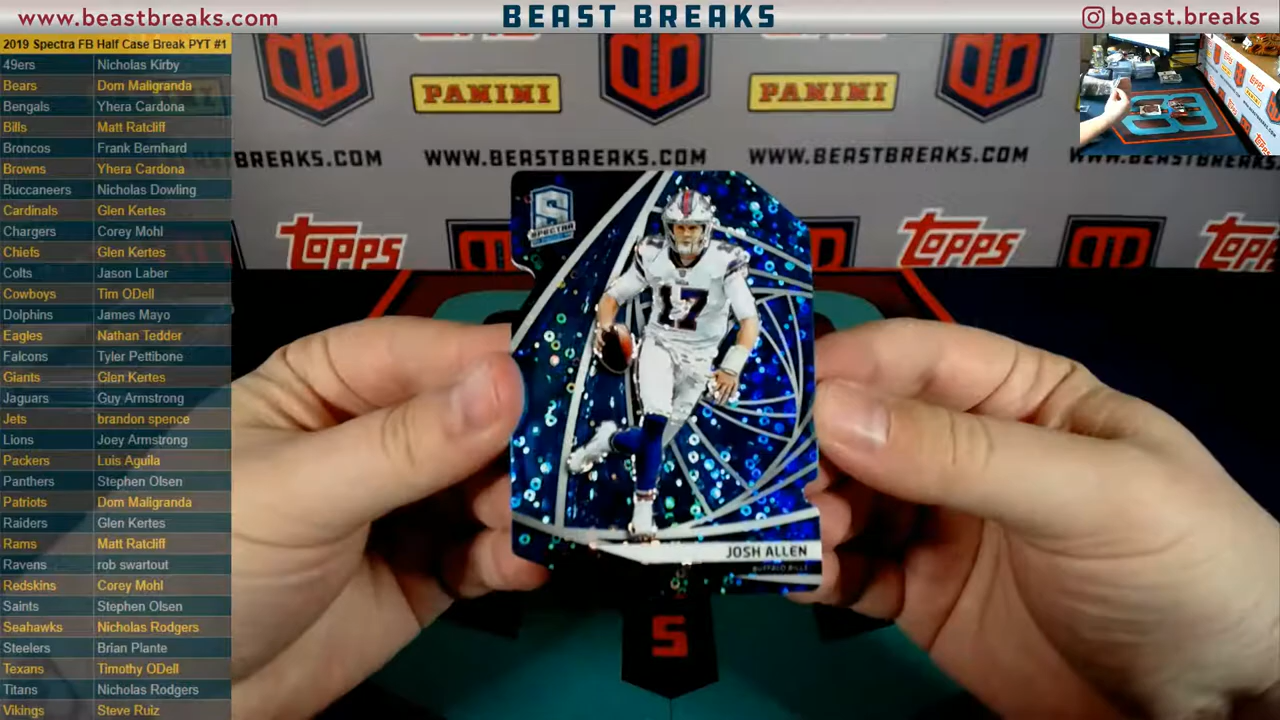 www.beastbreaks.com
BEAST BREAKS
beast.breaks
2019 Spectra FB Half Case Break PYT #1
49ers Nicholas Kirby
Bears Dom Maligranda
Bengals Yhera Cardona
Bills Matt Ratcliff
Broncos Frank Bernhard
Browns Yhera Cardona
Buccaneers Nicholas Dowling
Cardinals Glen Kertes
Chargers Corey Mohl
Chiefs Glen Kertes
Colts Jason Laber
Cowboys Tim ODell
Dolphins James Mayo
Eagles Nathan Tedder
Falcons Tyler Pettibone
Giants Glen Kertes
Jaguars Guy Armstrong
Jets brandon spence
Lions Joey Armstrong
Packers Luis Aguila
Panthers Stephen Olsen
Patriots Dom Maligranda
Raiders Glen Kertes
Rams Matt Ratcliff
Ravens rob swartout
Redskins Corey Mohl
Saints Stephen Olsen
Seahawks Nicholas Rodgers
Steelers Brian Plante
Texans Timothy ODell
Titans Nicholas Rodgers
Vikings Steve Ruiz
PANINI
PANINI
BREAKS.COM
WWW.BEASTBREAKS.COM
WWW.BEASTBREAKS.COM
topps
topps
S
SPECTRA
17
JOSH ALLEN
BUFFALO BILLS